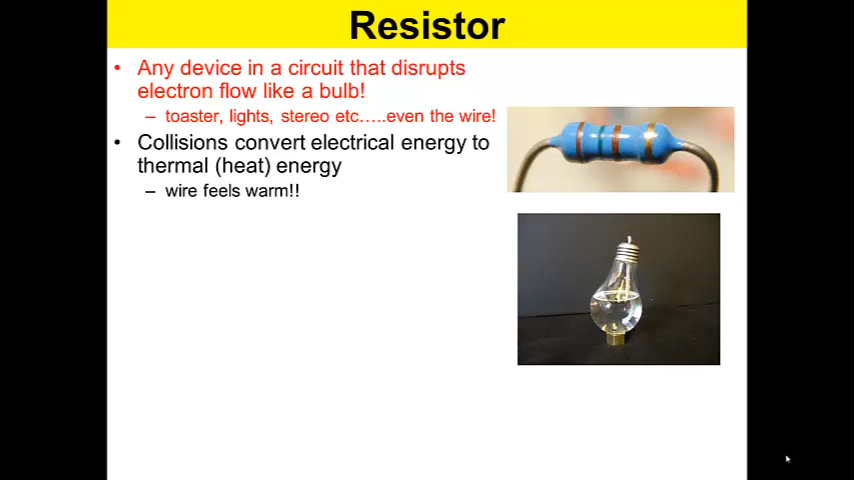 Resistor
• Any device in a circuit that disrupts
electron flow like a bulb!
– toaster, lights, stereo etc…..even the wire!
• Collisions convert electrical energy to
thermal (heat) energy
– wire feels warm!!